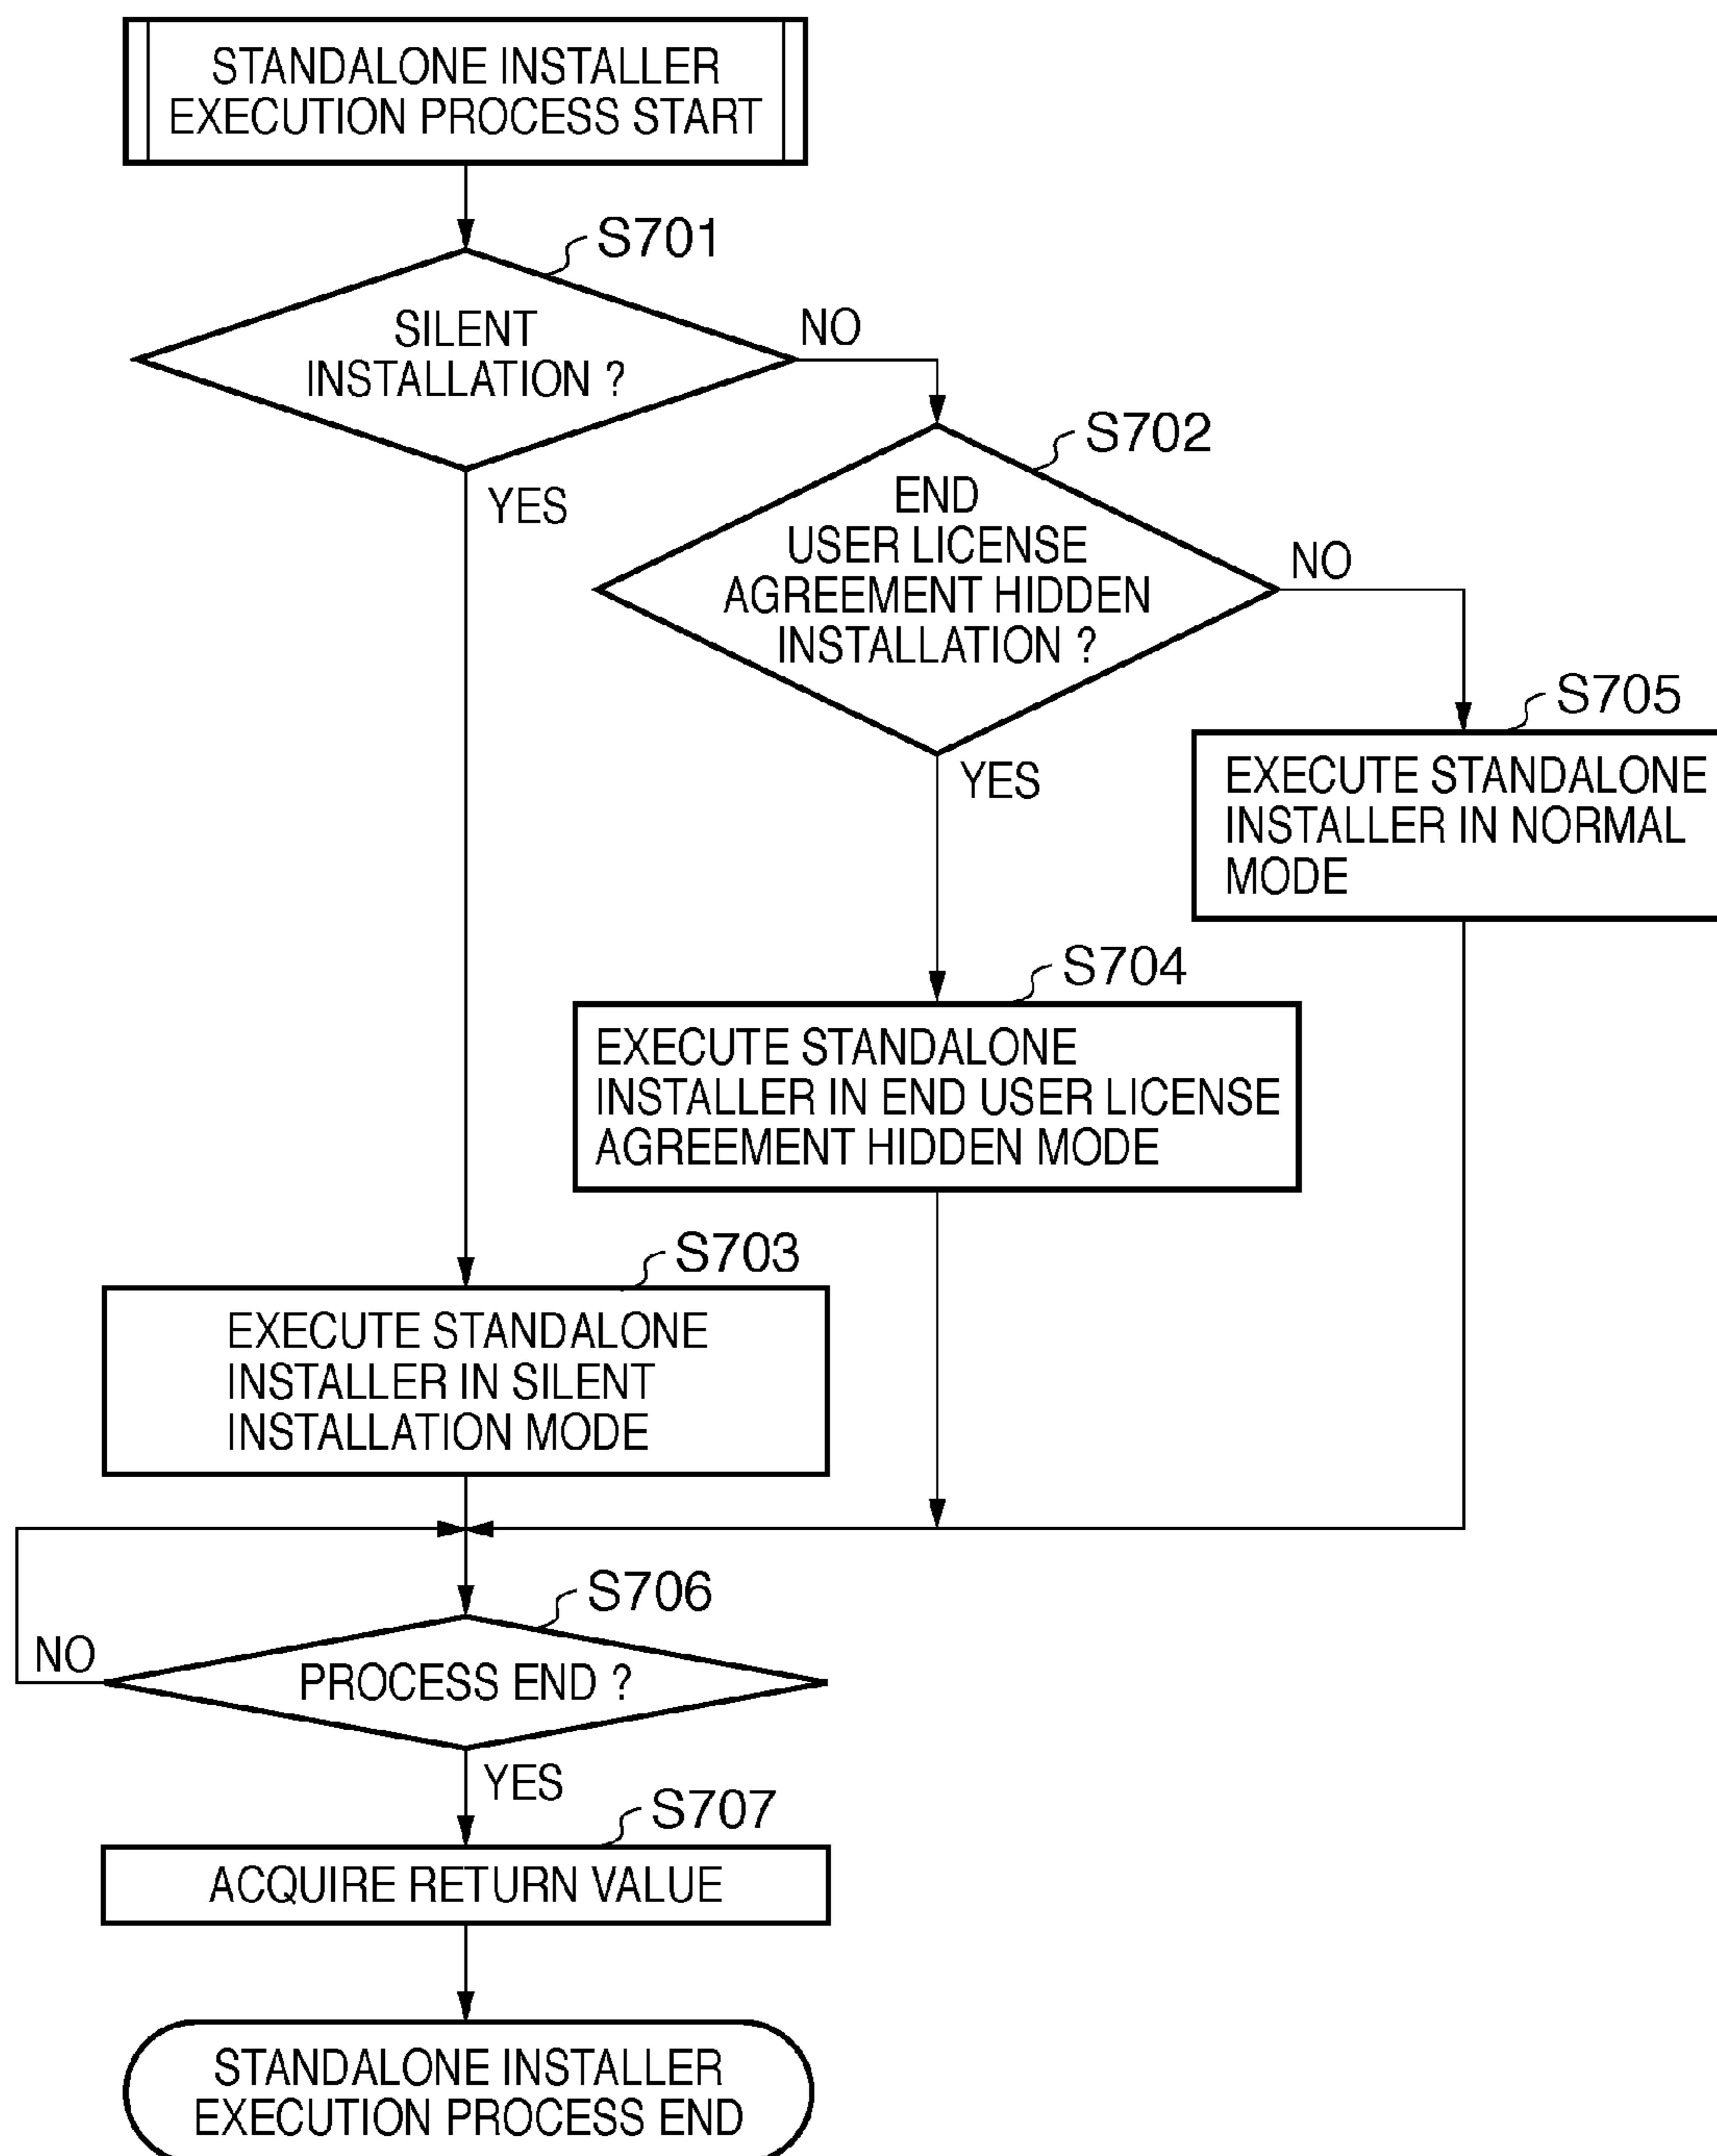 STANDALONE INSTALLER
EXECUTION PROCESS START
S701
SILENT
INSTALLATION ?
NO
YES
S702
END
USER LICENSE
AGREEMENT HIDDEN
INSTALLATION ?
NO
YES
S705
EXECUTE STANDALONE
INSTALLER IN NORMAL
MODE
S704
EXECUTE STANDALONE
INSTALLER IN END USER LICENSE
AGREEMENT HIDDEN MODE
S703
EXECUTE STANDALONE
INSTALLER IN SILENT
INSTALLATION MODE
S706
NO
PROCESS END ?
YES
S707
ACQUIRE RETURN VALUE
STANDALONE INSTALLER
EXECUTION PROCESS END